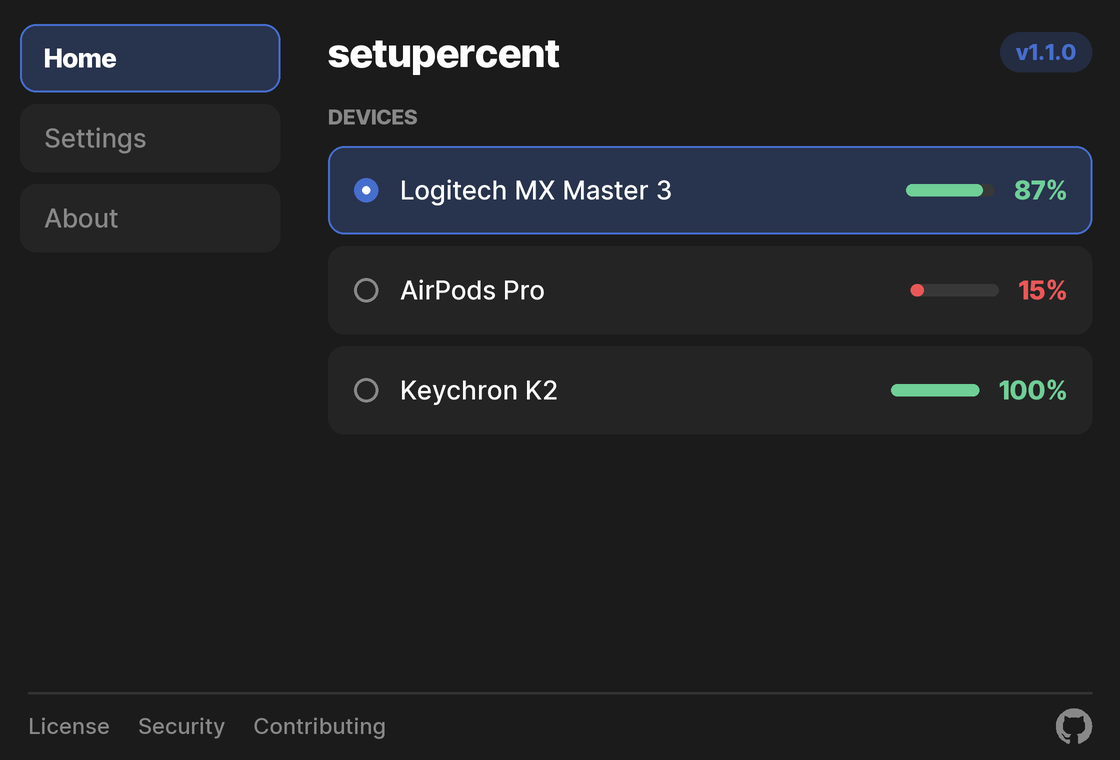 Home
Settings
About
setupercent
v1.1.0
DEVICES
Logitech MX Master 3
87%
AirPods Pro
15%
Keychron K2
100%
License
Security
Contributing